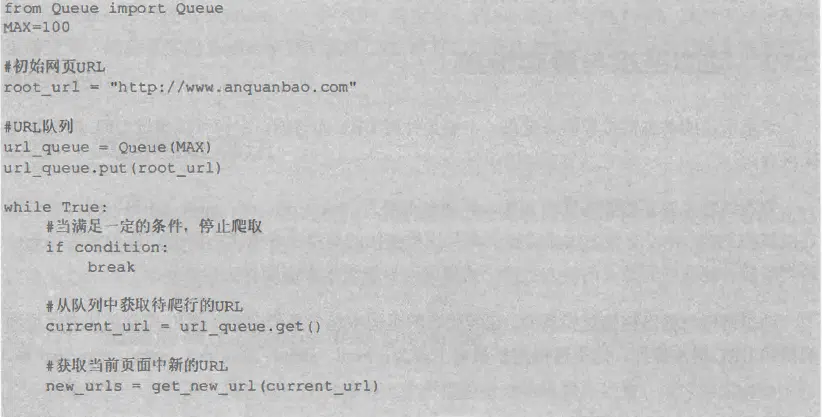 from Queue import Queue
MAX=100
#初始网页URL
root_url = "http://www.anquanbao.com"
#URL队列
url_queue = Queue(MAX)
url_queue.put(root_url)
while True:
    #当满足一定的条件, 停止爬取
    if condition:
        break
    #从队列中获取待爬行的URL
    current_url = url_queue.get()
    #获取当前页面中新的URL
    new_urls = get_new_url(current_url)